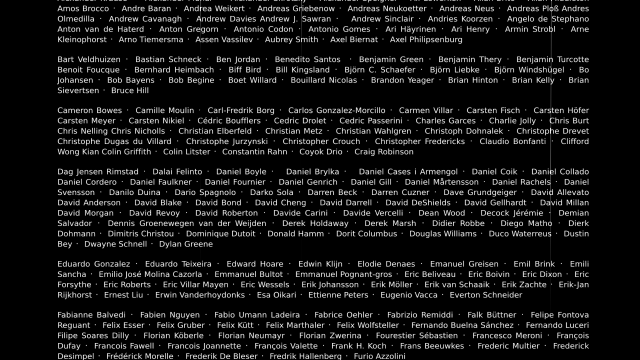 Amos Brocco · Andre Baran · Andrea Weikert · Andreas Griebenow · Andreas Neukoetter · Andreas Neus · Andreas Ploß Andres
Olmedilla · Andrew Cavanagh · Andrew Davies Andrew J. Sawran · Andrew Sinclair · Andries Koorzen · Angelo de Stephano
Anton van de Haterd · Anton Gregorn · Antonio Codon · Antonio Gomes · Ari Häyrinen · Ari Henry · Armin Strobl · Arne
Kleinophorst · Arno Tiemersma · Assen Vassilev · Aubrey Smith · Axel Biernat · Axel Philipsenburg
Bart Veldhuizen · Bastian Schneck · Ben Jordan · Benedito Santos · Benjamin Green · Benjamin Thery · Benjamin Turcotte
Benoit Foucque · Bernhard Heimbach · Biff Bird · Bill Kingsland · Björn C. Schaefer · Björn Liebke · Björn Windshügel · Bo
Johansen · Bob Bayens · Bob Begine · Boet Willard · Bouillard Nicolas · Brandon Yeager · Brian Hinton · Brian Kelly · Brian
Sievertsen · Bruce Hill
Cameron Bowes · Camille Moulin · Carl-Fredrik Borg · Carlos Gonzalez-Morcillo · Carmen Villar · Carsten Fisch · Carsten Höfer
Carsten Meyer · Carsten Nikiel · Cédric Boufflers · Cedric Drolet · Cedric Passerini · Charles Garces · Charlie Jolly · Chris Burt
Chris Nelling Chris Nicholls · Christian Elberfeld · Christian Metz · Christian Wahlgren · Christoph Dohnalek · Christophe Drevet
Christophe Dugas du Villard · Christophe Jurzynski · Christopher Crouch · Christopher Fredericks · Claudio Bonfanti · Clifford
Wong Kian Colin Griffith · Colin Litster · Constantin Rahn · Coyok Drio · Craig Robinson
Dag Jensen Rimstad · Dalai Felinto · Daniel Boyle · Daniel Brylka · Daniel Cases i Armengol · Daniel Coik · Daniel Collado
Daniel Cordero · Daniel Faulkner · Daniel Fournier · Daniel Genrich · Daniel Gill · Daniel Mårtensson · Daniel Rachels · Daniel
Svensson · Danilo Duina · Dario Spagnolo · Darko Sola · Darren Beck · Darren Cuzner · Dave Grundgeiger · David Allevato
David Anderson · David Blake · David Bond · David Cheng · David Darrell · David DeShields · David Gellhardt · David Millan
David Morgan · David Revoy · David Roberton · Davide Carini · Davide Vercelli · Dean Wood · Decock Jérémie · Demian
Salvador · Dennis Groenewegen van der Weijden · Derek Holdaway · Derek Marsh · Didier Robbe · Diego Matho · Dierk
Dohmann · Dimitris Christou · Dominique Dutoit · Donald Hamm · Dorit Columbus · Douglas Williams · Duco Waterreus · Dustin
Bey · Dwayne Schnell · Dylan Greene
Eduardo Gonzalez · Eduardo Teixeira · Edward Hoare · Edwin Klijn · Elodie Denaes · Emanuel Greisen · Emil Brink · Emili
Sancha · Emilio José Molina Cazorla · Emmanuel Bultot · Emmanuel Pognant-gros · Eric Beliveau · Eric Boivin · Eric Dixon · Eric
Forsythe · Eric Roberts · Eric Villar Mayen · Eric Wessels · Erik Johansson · Erik Möller · Erik van Schaaik · Erik Zachte · Erik-Jan
Rijkhorst · Ernest Liu · Erwin Vanderhoydonks · Esa Oikari · Ettienne Peters · Eugenio Vacca · Everton Schneider
Fabianne Balvedi · Fabien Nguyen · Fabio Umann Ladeira · Fabrice Oehler · Fabrizio Remiddi · Falk Büttner · Felipe Fontova
Reguant · Felix Esser · Felix Gruber · Felix Kütt · Felix Marthaler · Felix Wolfsteller · Fernando Buelna Sánchez · Fernando Luceri
Filipe Soares Dilly · Florian Köberle · Florian Neumayr · Florian Zwerina · Fourestier Sébastien · Francesco Meroni · François
Dufay · Francois Fawell · Francois Joannette · François Valette · Frank H. Koch · Frans Beeuwkes · Frederic Multier · Frederick
Desimpel · Frédérick Morelle · Frederik De Bleser · Fredrik Hallenberg · Furio Azzolini